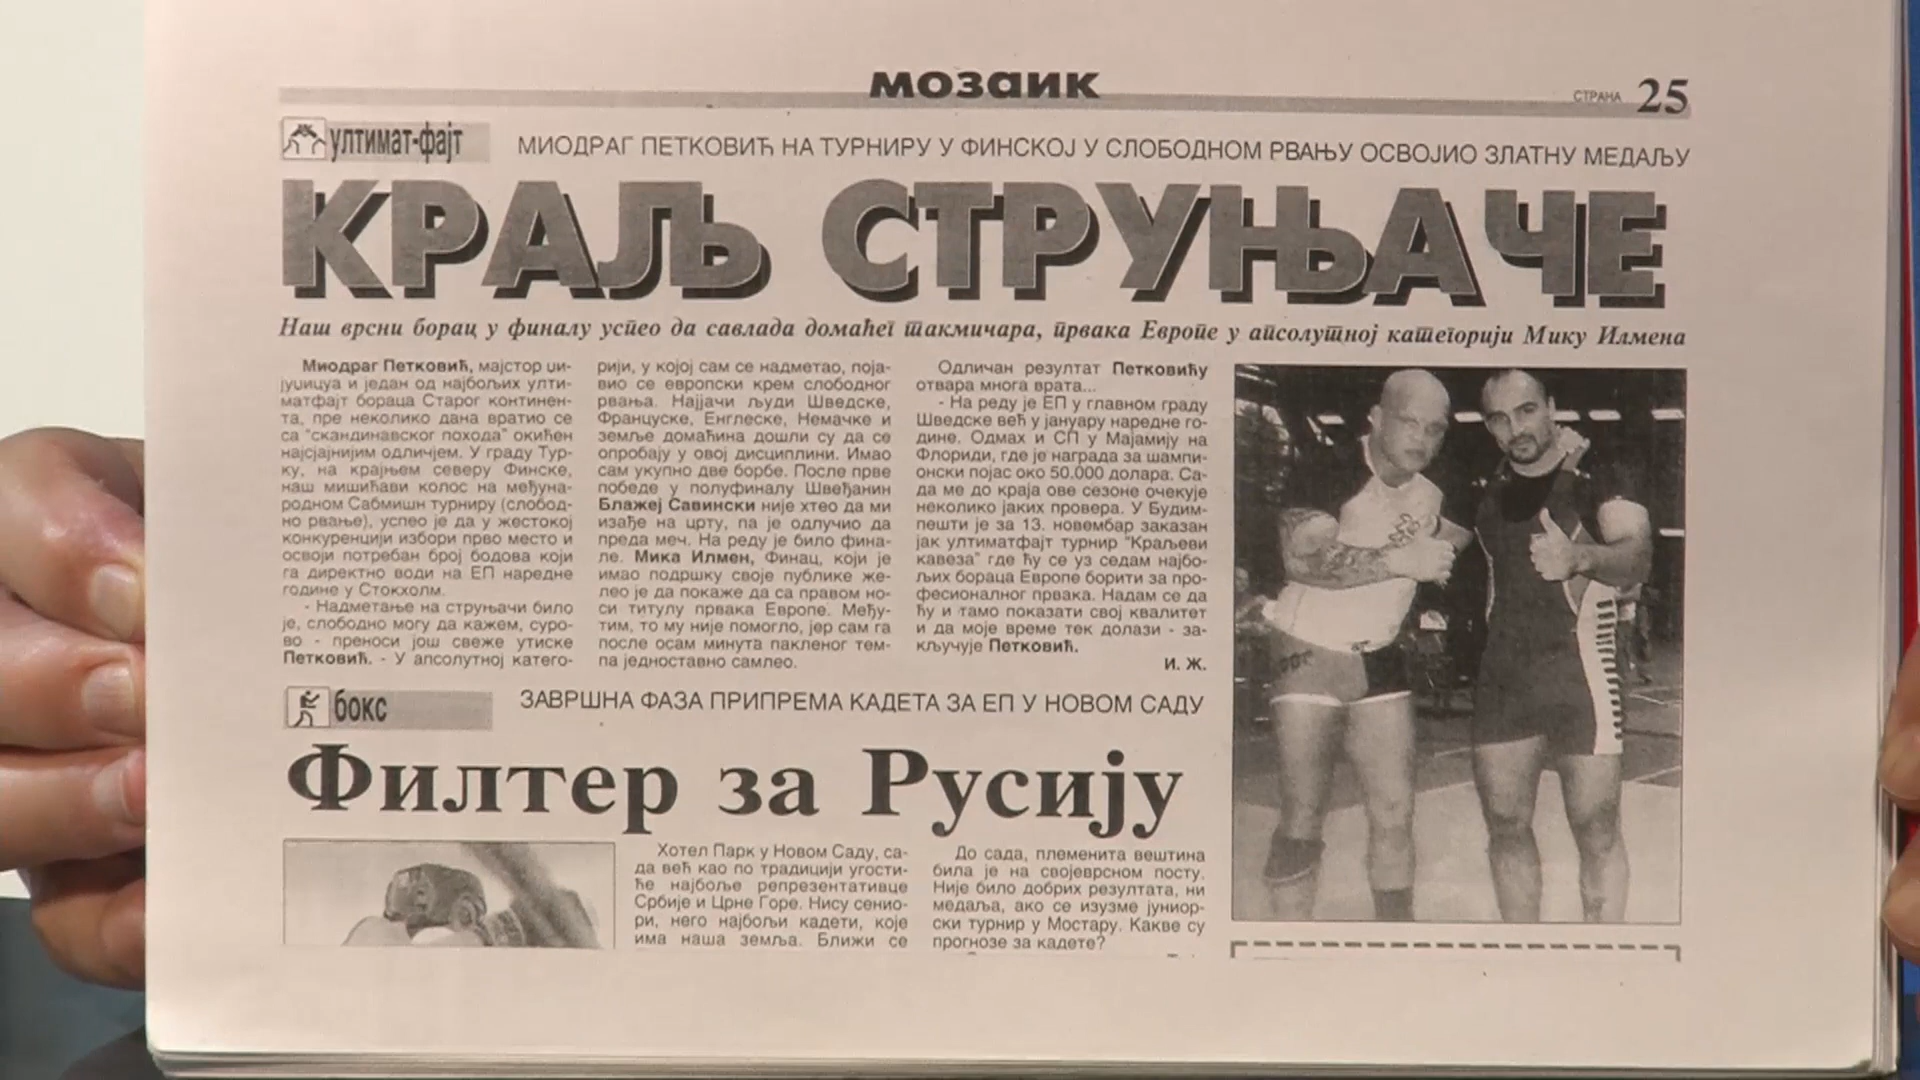 мозаик
СТРАНА 25
ултимат-фајт
МИОДРАГ ПЕТКОВИЋ НА ТУРНИРУ У ФИНСКОЈ У СЛОБОДНОМ РВАЊУ ОСВОЈИО ЗЛАТНУ МЕДАЉУ
КРАЉ СТРУЊАЧЕ
Наш врсни борац у финалу успео да савлада домаћег такмичара, првака Европе у апсолутној категорији Мику Илмена
Миодраг Петковић, мајстор џи-
јуџицуа и један од најбољих улти-
матфајт бораца Старог континен-
та, пре неколико дана вратио се
са "скандинавског похода" окићен
најсјајнијим одличјем. У граду Тур-
ку, на крајњем северу Финске,
наш мишићави колос на међуна-
родном Сабмишн турниру (слобод-
но рвање), успео је да у жестокој
конкуренцији избори прво место и
освоји потребан број бодова који
га директно води на ЕП наредне
године у Стокхолм.
- Надметање на струњачи било
је, слободно могу да кажем, суро-
во - преноси још свеже утиске
Петковић. - У апсолутној катего-
рији, у којој сам се надметао, поја-
вио се европски крем слободног
рвања. Најјачи људи Шведске,
Француске, Енглеске, Немачке и
земље домаћина дошли су да се
опробају у овој дисциплини. Имао
сам укупно две борбе. После прве
победе у полуфиналу Швеђанин
Блажеј Савински није хтео да ми
изађе на црту, па је одлучио да
преда меч. На реду је било фина-
ле. Мика Илмен, Финац, који је
имао подршку своје публике же-
лео је да покаже да са правом но-
си титулу првака Европе. Међу-
тим, то му није помогло, јер сам га
после осам минута пакленог тем-
па једноставно самлео.
Одличан резултат Петковићу
отвара многа врата...
- На реду је ЕП у главном граду
Шведске већ у јануару наредне го-
дине. Одмах и СП у Мајамију на
Флориди, где је награда за шампи-
онски појас око 50.000 долара. Са-
да ме до краја ове сезоне очекује
неколико јаких провера. У Будим-
пешти је за 13. новембар заказан
јак ултиматфајт турнир "Краљеви
кавеза" где ћу се уз седам најбо-
љих бораца Европе борити за про-
фесионалног првака. Надам се да
ћу и тамо показати свој квалитет
и да моје време тек долази - за-
кључује Петковић.
И. Ж.
бокс
ЗАВРШНА ФАЗА ПРИПРЕМА КАДЕТА ЗА ЕП У НОВОМ САДУ
Филтер за Русију
Хотел Парк у Новом Саду, са-
да већ као по традицији угости-
ће најбоље репрезентативце
Србије и Црне Горе. Нису сенио-
ри, него најбољи кадети, које
има наша земља. Ближи се
До сада, племенита вештина
била је на својеврсном посту.
Није било добрих резултата, ни
медаља, ако се изузме јуниор-
ски турнир у Мостару. Какве су
прогнозе за кадете?